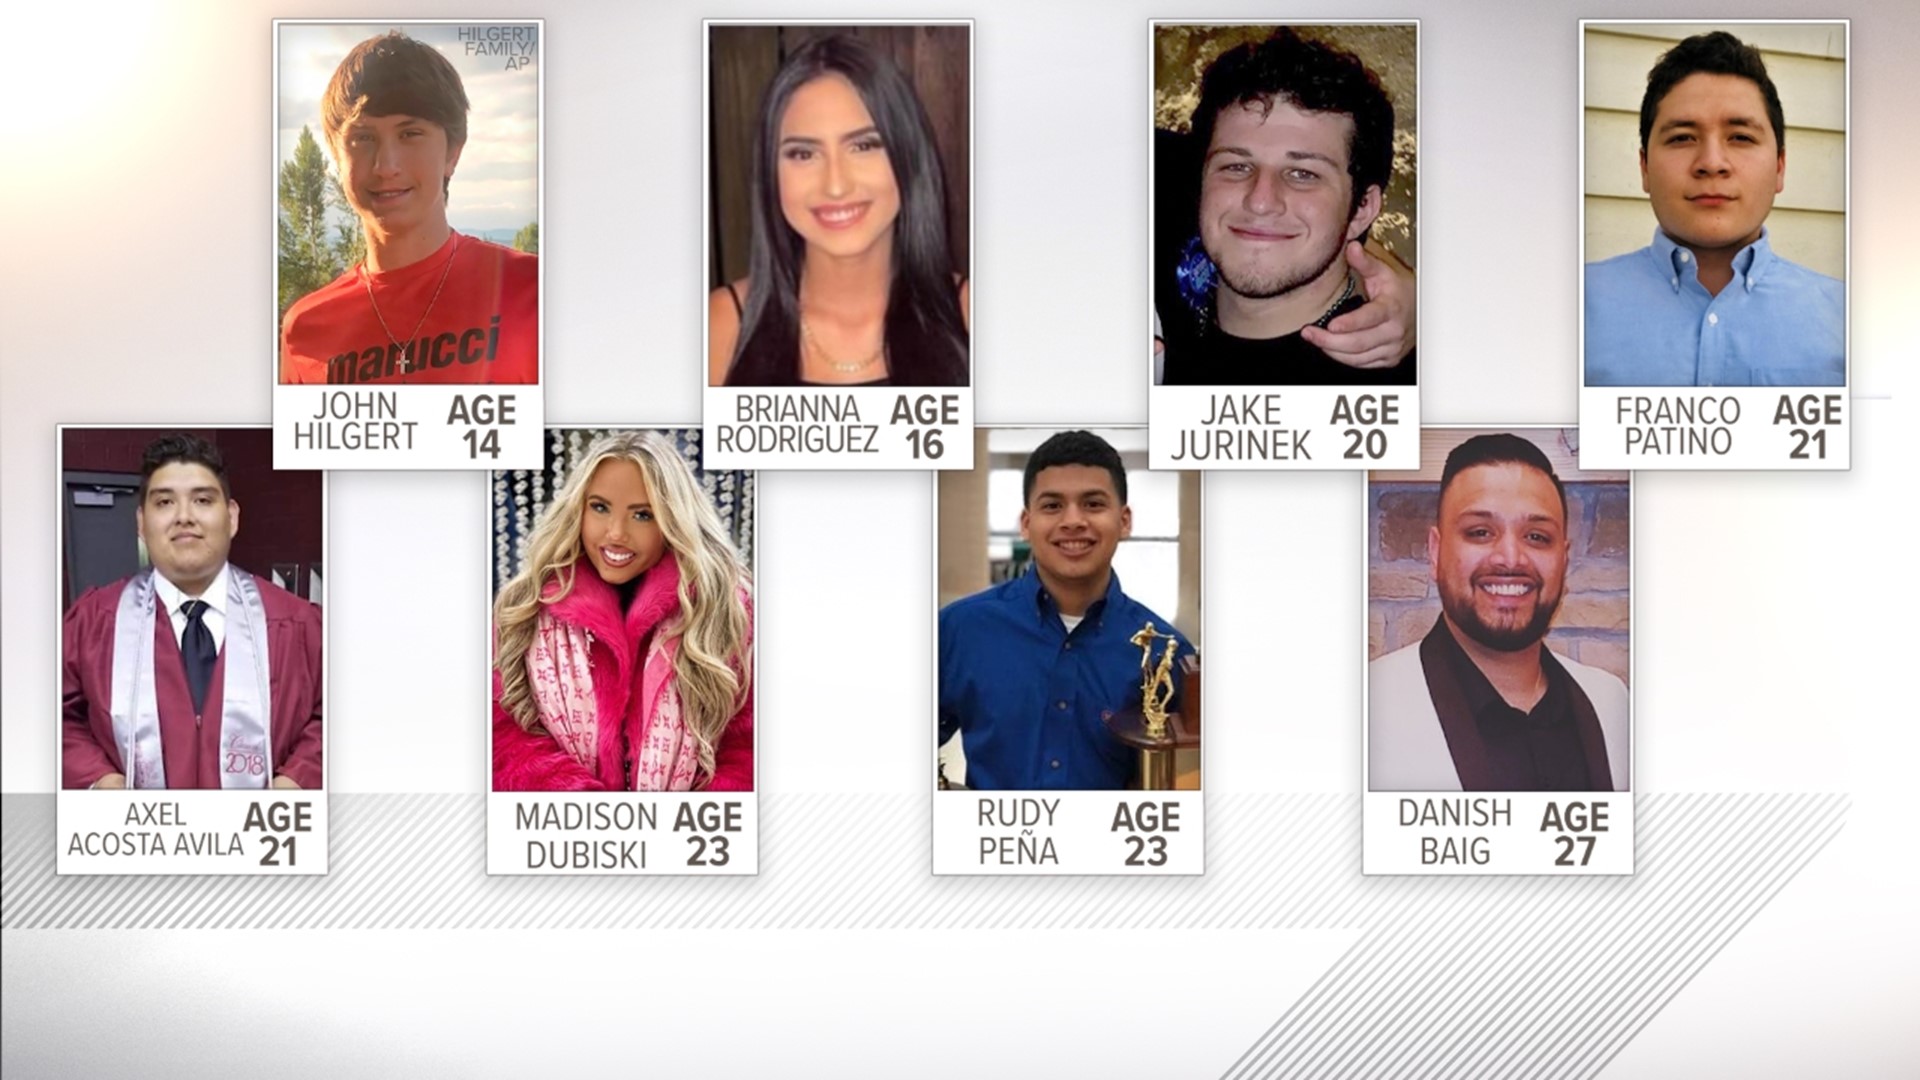 HILGERT
FAMILY/
AP
marucci
JOHN
HILGERT
AGE
14
BRIANNA
RODRIGUEZ
AGE
16
JAKE
JURINEK
AGE
20
FRANCO
PATINO
AGE
21
2018
AXEL
ACOSTA AVILA
AGE
21
MADISON
DUBISKI
AGE
23
RUDY
PEÑA
AGE
23
DANISH
BAIG
AGE
27